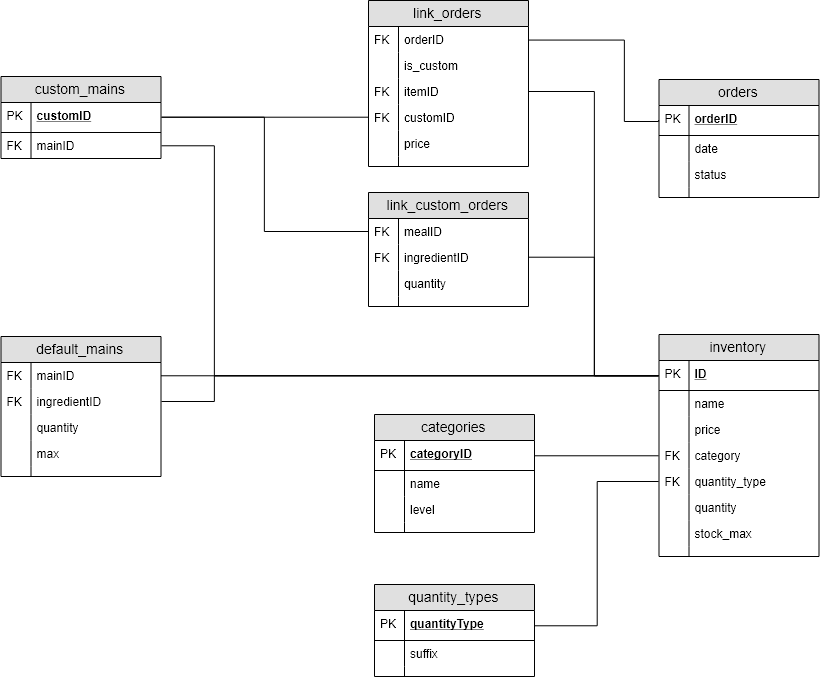 link_orders
FK orderID
is_custom
FK itemID
FK customID
price
custom_mains
PK customID
FK mainID
orders
PK orderID
date
status
link_custom_orders
FK mealID
FK ingredientID
quantity
default_mains
FK mainID
FK ingredientID
quantity
max
inventory
PK ID
name
price
FK category
FK quantity_type
quantity
stock_max
categories
PK categoryID
name
level
quantity_types
PK quantityType
suffix